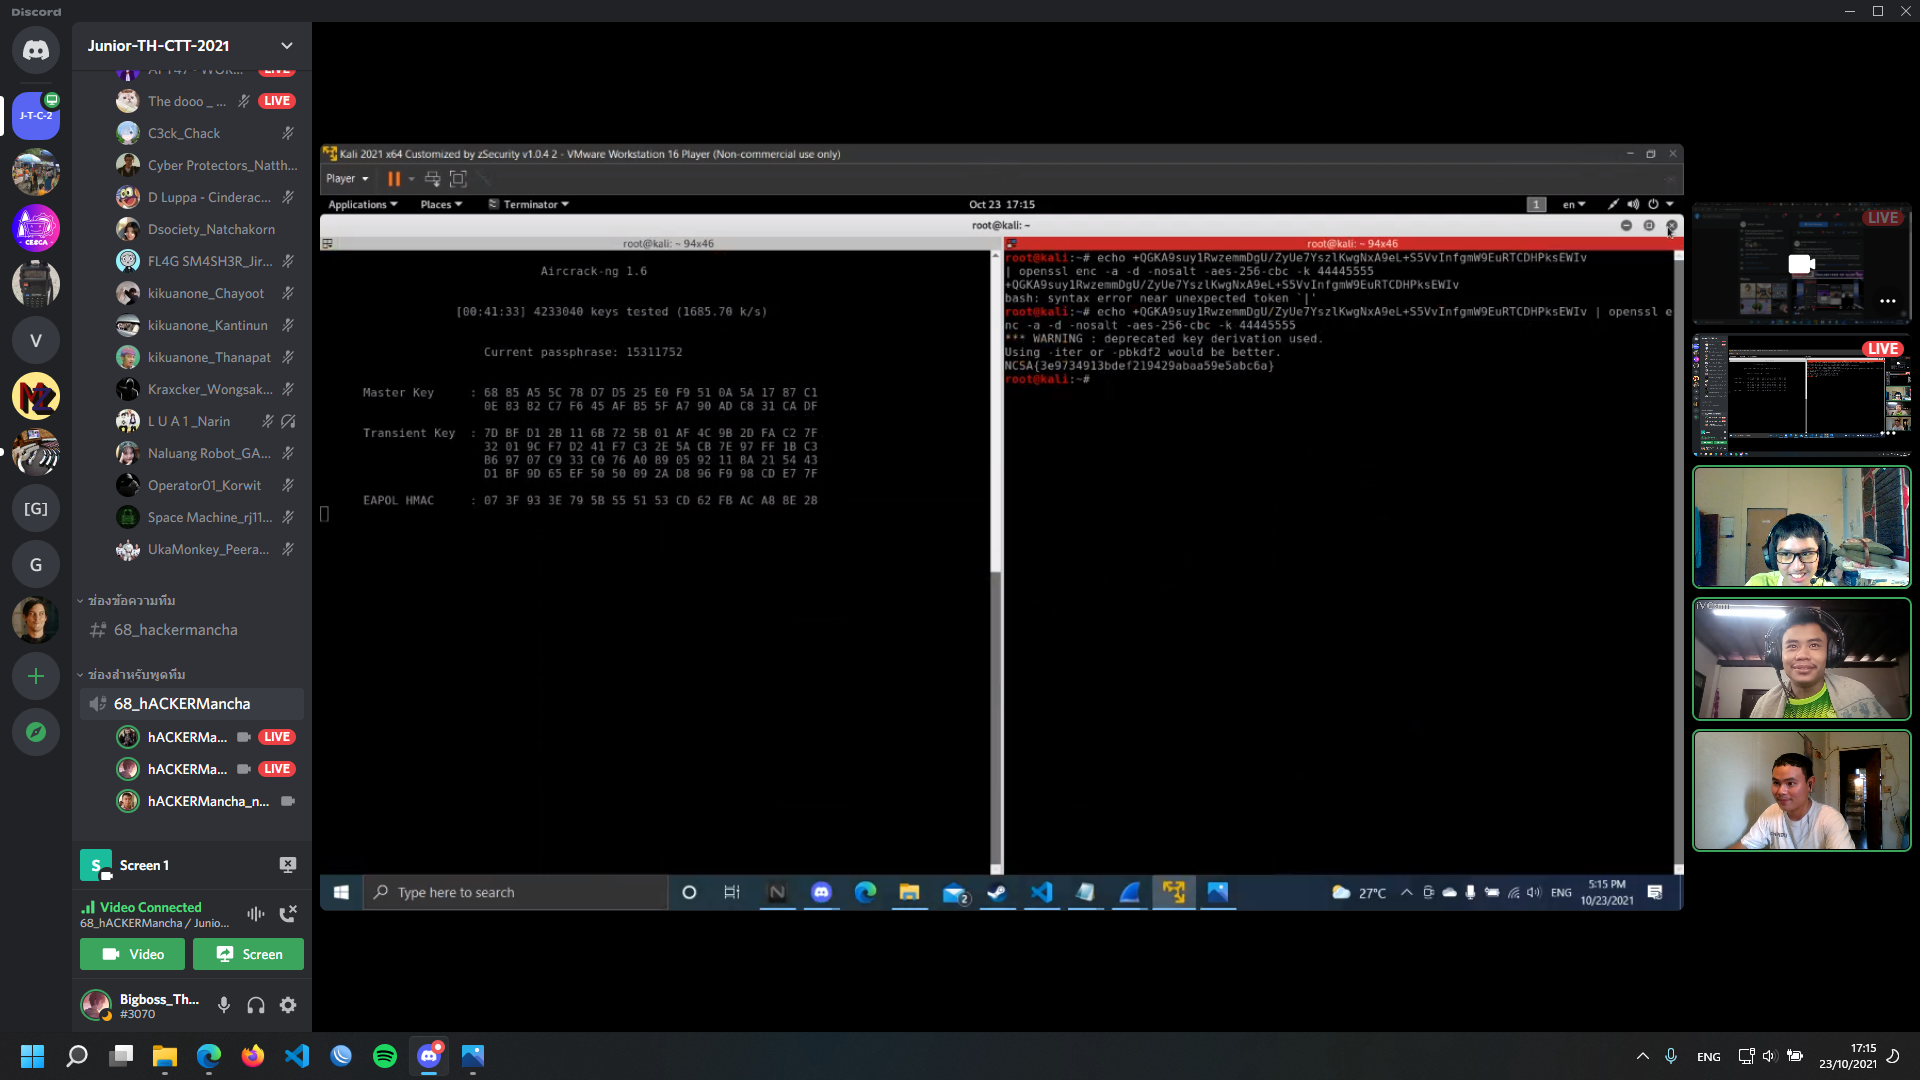 Discord
Junior-TH-CTT-2021
LIVE
The dooo _ ...
LIVE
C3ck_Chack
Cyber Protectors_Natth...
D Luppa - Cinderac...
Dsociety_Natchakorn
FL4G SM4SH3R_Jir...
kikuanone_Chayoot
kikuanone_Kantinun
kikuanone_Thanapat
Kraxcker_Wongsak...
L U A 1 _Narin
Naluang Robot_GA...
Operator01_Korwit
Space Machine_rj11...
UkaMonkey_Peera...
ช่องข้อความทีม
68_hackermancha
ช่องสำหรับพูดทีม
68_hACKERMancha
hACKERMa... LIVE
hACKERMa... LIVE
hACKERMancha_n...
S Screen 1
Video Connected
68_hACKERMancha / Junio...
Video
Screen
Bigboss_Th...
#3070
J-T-C-2
CESCA
V
MZ
[G]
G
Kali 2021 x64 Customized by zSecurity v1.0.4 2 - VMware Workstation 16 Player (Non-commercial use only)
Player
Applications Places Terminator Oct 23 17:15 1 en
root@kali: ~
root@kali: ~ 94x46
Aircrack-ng 1.6
[00:41:33] 4233040 keys tested (1685.70 k/s)
Current passphrase: 15311752
Master Key : 68 85 A5 5C 78 D7 D5 25 E0 F9 51 0A 5A 17 87 C1
0E 83 82 C7 F6 45 AF B5 5F A7 90 AD C8 31 CA DF
Transient Key : 7D BF D1 2B 11 6B 72 5B 01 AF 4C 9B 2D FA C2 7F
32 01 9C F7 D2 41 F7 C3 2E 5A CB 7E 97 FF 1B C3
B6 97 07 C9 33 C0 76 A0 89 05 92 11 8A 21 54 43
D1 BF 9D 65 EF 50 50 09 2A D8 96 F9 98 CD E7 7F
EAPOL HMAC : 07 3F 93 3E 79 5B 55 51 53 CD 62 FB AC A8 8E 28
root@kali: ~ 94x46
root@kali:~# echo +QGKA9suy1RwzemmDgU/ZyUe7YszlKwgNxA9eL+S5VvInfgmW9EuRTCDHPksEWIv
| openssl enc -a -d -nosalt -aes-256-cbc -k 44445555
+QGKA9suy1RwzemmDgU/ZyUe7YszlKwgNxA9eL+S5VvInfgmW9EuRTCDHPksEWIv
bash: syntax error near unexpected token `|'
root@kali:~# echo +QGKA9suy1RwzemmDgU/ZyUe7YszlKwgNxA9eL+S5VvInfgmW9EuRTCDHPksEWIv | openssl e
nc -a -d -nosalt -aes-256-cbc -k 44445555
*** WARNING : deprecated key derivation used.
Using -iter or -pbkdf2 would be better.
NCSA{3e9734913bdef219429abaa59e5abc6a}
root@kali:~#
Type here to search
2
27°C
ENG
5:15 PM
10/23/2021
LIVE
LIVE
iVCam
ENG
17:15
23/10/2021